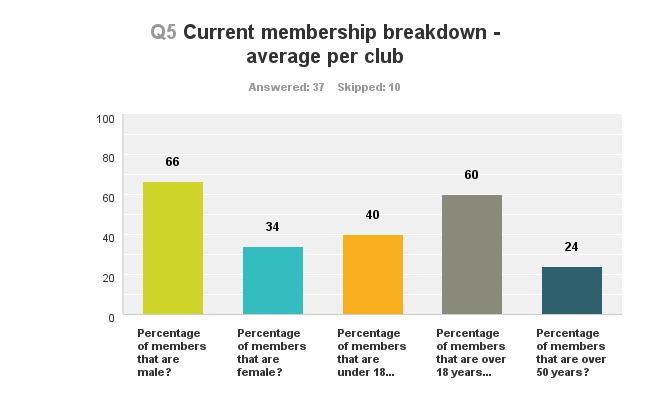 Q5 Current membership breakdown -
average per club
Answered: 37 Skipped: 10
100
80
60
40
20
0
66
34
40
60
24
Percentage
of members
that are
male?
Percentage
of members
that are
female?
Percentage
of members
that are
under 18...
Percentage
of members
that are over
18 years...
Percentage
of members
that are over
50 years?